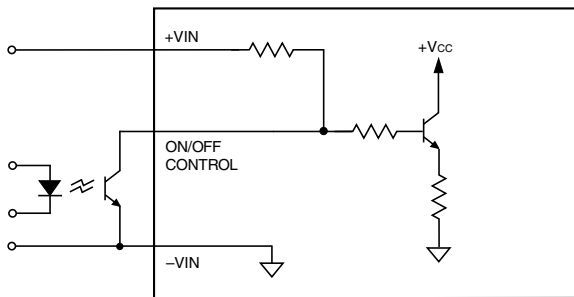 +VIN
+VCC
ON/OFF
CONTROL
–VIN